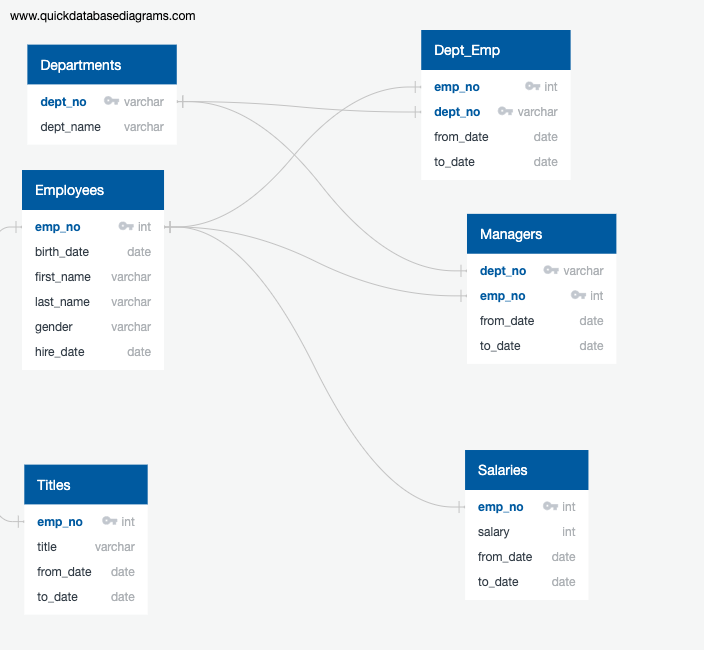 www.quickdatabasediagrams.com
Departments
dept_no varchar
dept_name varchar
Employees
emp_no int
birth_date date
first_name varchar
last_name varchar
gender varchar
hire_date date
Titles
emp_no int
title varchar
from_date date
to_date date
Dept_Emp
emp_no int
dept_no varchar
from_date date
to_date date
Managers
dept_no varchar
emp_no int
from_date date
to_date date
Salaries
emp_no int
salary int
from_date date
to_date date